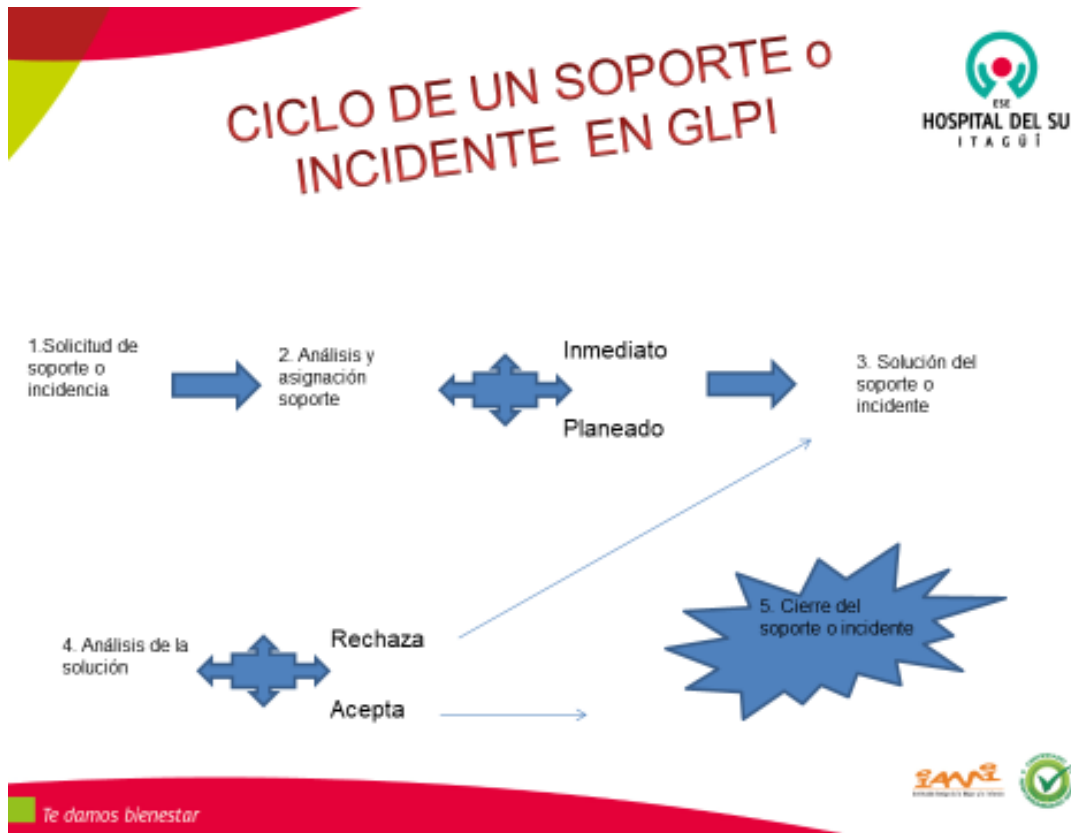 CICLO DE UN SOPORTE o
INCIDENTE EN GLPI
ESE
HOSPITAL DEL SU
ITAGÜÍ
1.Solicitud de
soporte o
incidencia
2. Análisis y
asignación
soporte
Inmediato
Planeado
3. Solución del
soporte o
incidente
4. Análisis de la
solución
Rechaza
Acepta
5. Cierre del
soporte o incidente
Te damos bienestar
iami